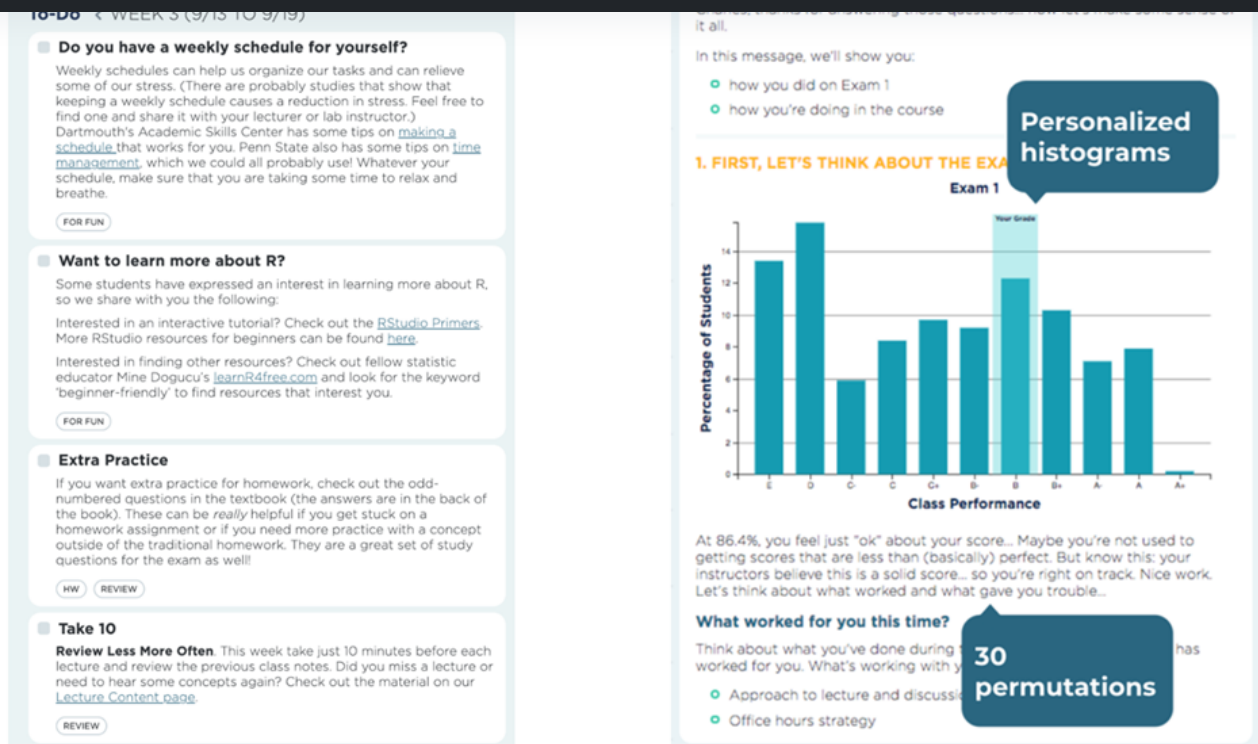 To-Do < WEEK 3 (9/13 TO 9/19)
Do you have a weekly schedule for yourself?
Weekly schedules can help us organize our tasks and can relieve
some of our stress. (There are probably studies that show that
keeping a weekly schedule causes a reduction in stress. Feel free to
find one and share it with your lecturer or lab instructor.)
Dartmouth's Academic Skills Center has some tips on making a
schedule that works for you. Penn State also has some tips on time
management, which we could all probably use! Whatever your
schedule, make sure that you are taking some time to relax and
breathe.
FOR FUN
Want to learn more about R?
Some students have expressed an interest in learning more about R,
so we share with you the following:
Interested in an interactive tutorial? Check out the RStudio Primers.
More RStudio resources for beginners can be found here.
Interested in finding other resources? Check out fellow statistic
educator Mine Dogucu's learnR4free.com and look for the keyword
'beginner-friendly' to find resources that interest you.
FOR FUN
Extra Practice
If you want extra practice for homework, check out the odd-
numbered questions in the textbook (the answers are in the back of
the book). These can be really helpful if you get stuck on a
homework assignment or if you need more practice with a concept
outside of the traditional homework. They are a great set of study
questions for the exam as well!
HW REVIEW
Take 10
Review Less More Often. This week take just 10 minutes before each
lecture and review the previous class notes. Did you miss a lecture or
need to hear some concepts again? Check out the material on our
Lecture Content page.
REVIEW
it all.
In this message, we'll show you:
how you did on Exam 1
how you're doing in the course
Personalized
histograms
1. FIRST, LET'S THINK ABOUT THE EXA
Exam 1
Your Grade
Percentage of Students
14
12
10
8
6
4
2
0
E D C- C C+ B- B B+ A- A A+
Class Performance
At 86.4%, you feel just "ok" about your score... Maybe you're not used to
getting scores that are less than (basically) perfect. But know this: your
instructors believe this is a solid score... so you're right on track. Nice work.
Let's think about what worked and what gave you trouble...
What worked for you this time?
Think about what you've done during has
worked for you. What's working with y
30
permutations
Approach to lecture and discussi
Office hours strategy